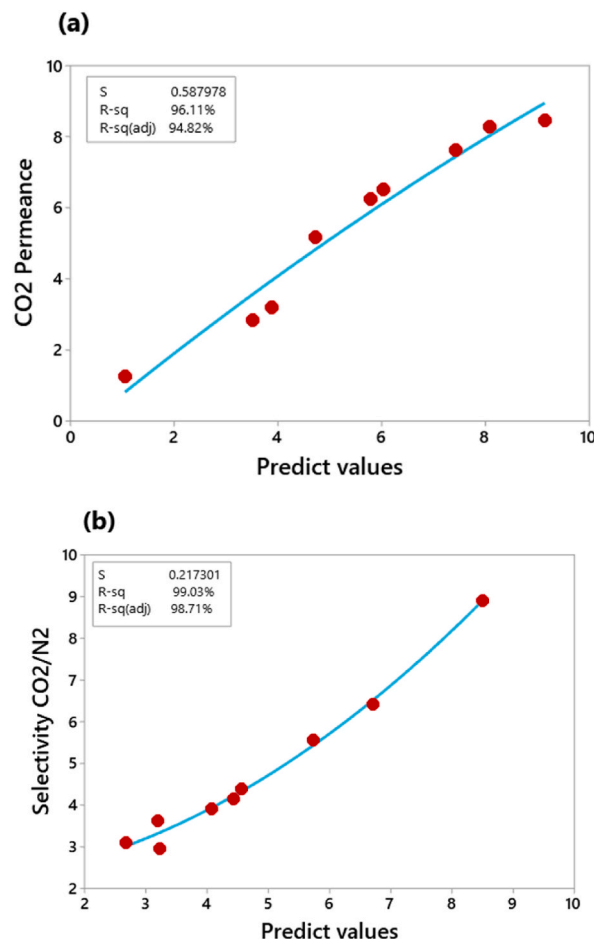 (a)
10
8
6
4
2
0
S 0.587978
R-sq 96.11%
R-sq(adj) 94.82%
CO2 Permeance
0 2 4 6 8 10
Predict values
(b)
10
9
8
7
6
5
4
3
2
S 0.217301
R-sq 99.03%
R-sq(adj) 98.71%
Selectivity CO2/N2
2 3 4 5 6 7 8 9 10
Predict values